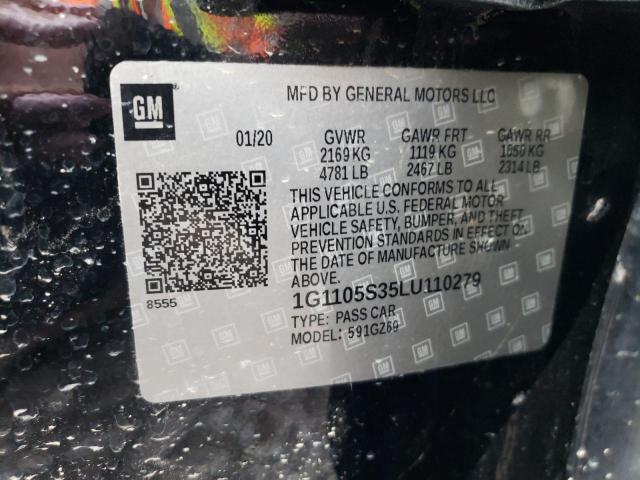 GM
MFD BY GENERAL MOTORS LLC
01/20 GVWR GAWR FRT GAWR RR
2169 KG 1119 KG 1050 KG
4781 LB 2467 LB 2314 LB
THIS VEHICLE CONFORMS TO ALL
APPLICABLE U.S. FEDERAL MOTOR
VEHICLE SAFETY, BUMPER, AND THEFT
PREVENTION STANDARDS IN EFFECT ON
THE DATE OF MANUFACTURE SHOWN
ABOVE.
8555
1G1105S35LU110279
TYPE: PASS CAR
MODEL: 591GZ69